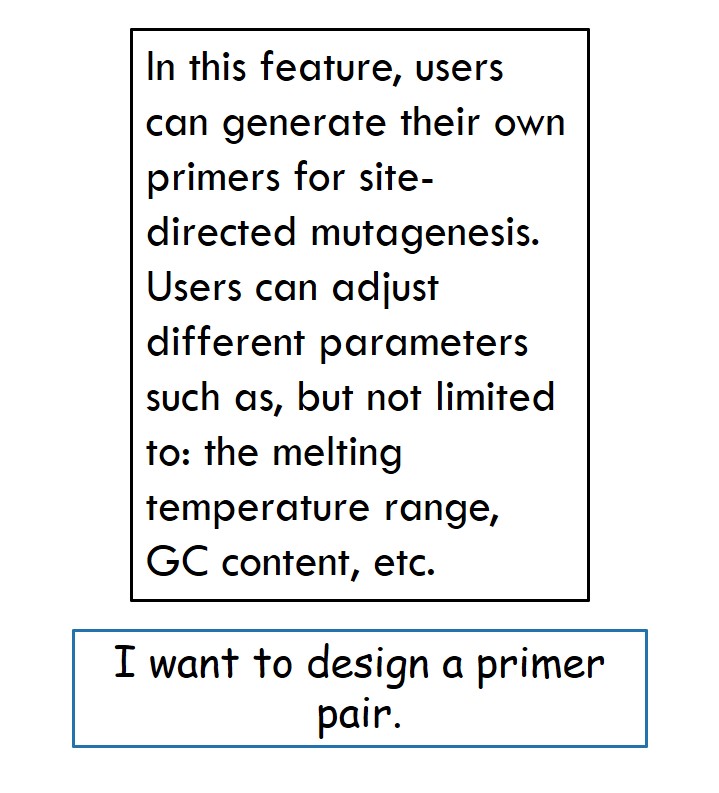 In this feature, users
can generate their own
primers for site-
directed mutagenesis.
Users can adjust
different parameters
such as, but not limited
to: the melting
temperature range,
GC content, etc.
I want to design a primer
pair.